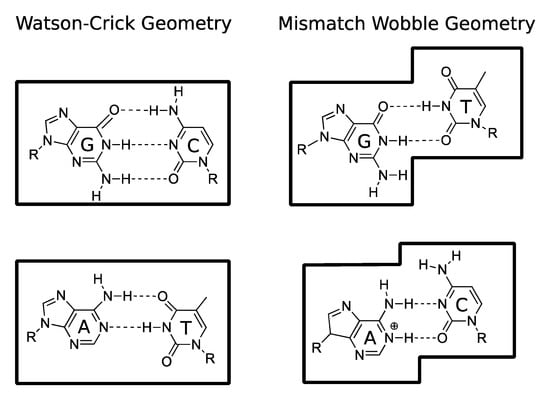 Watson-Crick Geometry
Mismatch Wobble Geometry
H
N O H N
G N H N C
N N R
R N N H O
H
O
N O H N T
G N H O N R
R N N N H
H
H
N N H O
A N H N T
R N N O N R
H H
N
H
N N H N C
A ⊕ N H O N R
R N